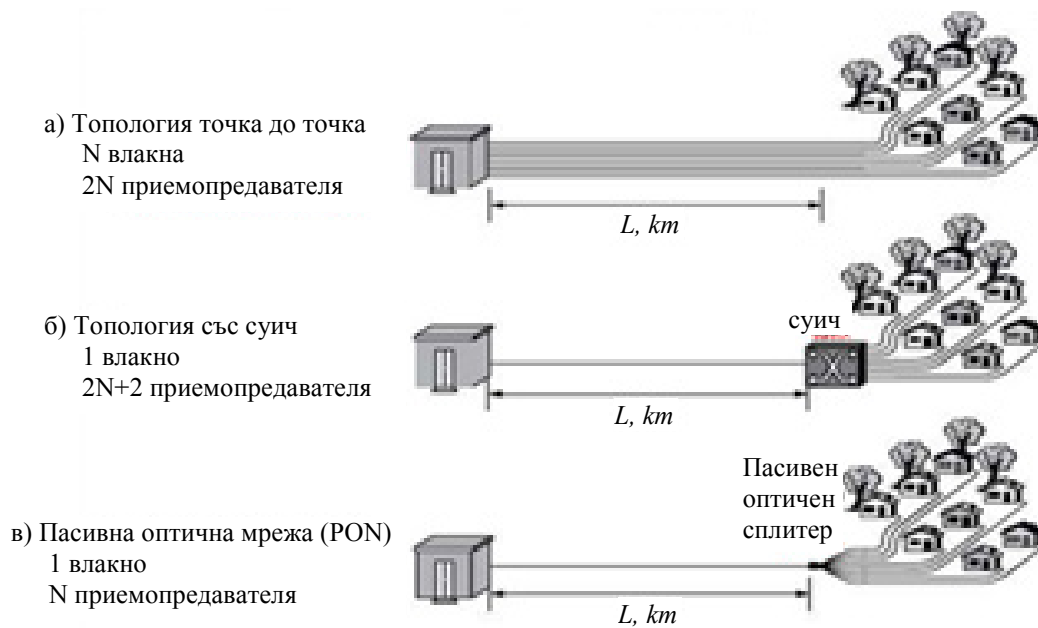 а) Топология точка до точка
N влакна
2N приемопредавателя
L, km
б) Топология със суич
1 влакно
2N+2 приемопредавателя
суич
L, km
в) Пасивна оптична мрежа (PON)
1 влакно
N приемопредавателя
Пасивен
оптичен
сплитер
L, km